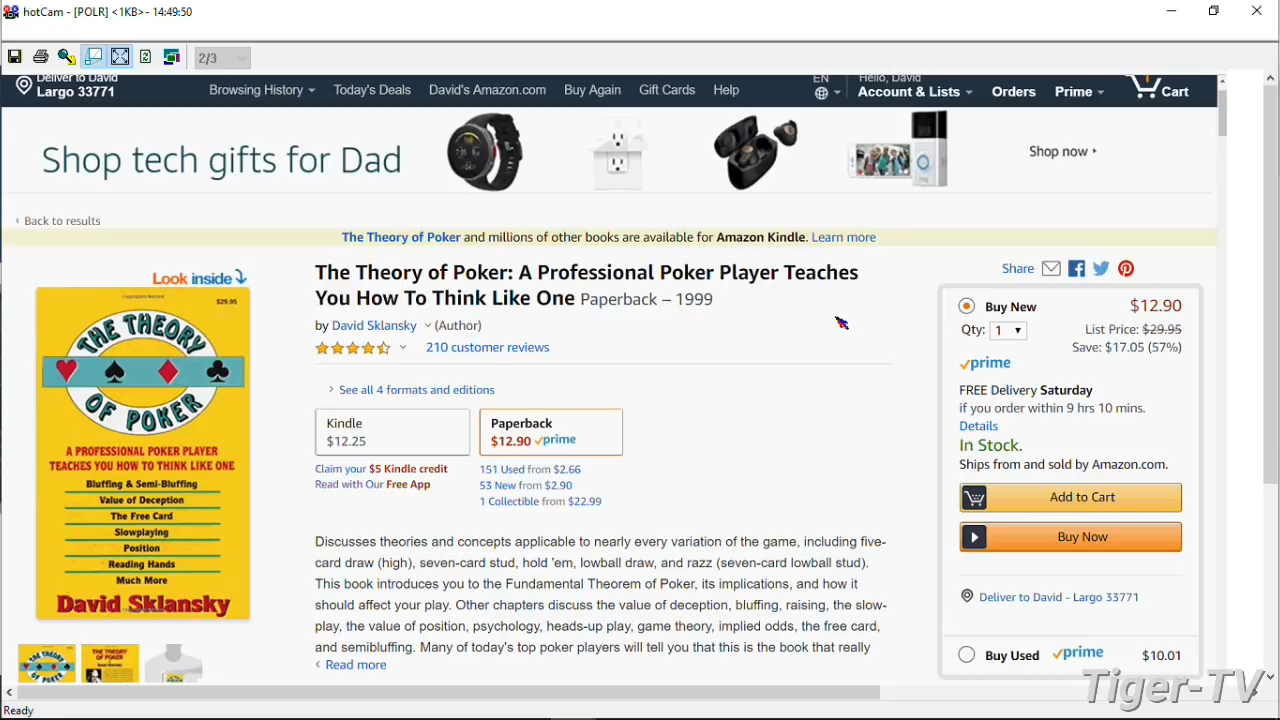 hotCam - [POLR] <1KB> - 14:49:50
2/3
Deliver to David
Largo 33771
Browsing History
Today's Deals
David's Amazon.com
Buy Again
Gift Cards
Help
EN
Hello, David
Account & Lists
Orders
Prime
1
Cart
Shop tech gifts for Dad
Shop now
‹ Back to results
The Theory of Poker and millions of other books are available for Amazon Kindle. Learn more
Look inside
$29.95
THE THEORY
OF POKER
A PROFESSIONAL POKER PLAYER
TEACHES YOU HOW TO THINK LIKE ONE
Bluffing & Semi-Bluffing
Value of Deception
The Free Card
Slowplaying
Position
Reading Hands
Much More
David Sklansky
The Theory of Poker: A Professional Poker Player Teaches
You How To Think Like One Paperback – 1999
by David Sklansky (Author)
210 customer reviews
See all 4 formats and editions
Kindle
$12.25
Paperback
$12.90 prime
Claim your $5 Kindle credit
Read with Our Free App
151 Used from $2.66
53 New from $2.90
1 Collectible from $22.99
Discusses theories and concepts applicable to nearly every variation of the game, including five-
card draw (high), seven-card stud, hold 'em, lowball draw, and razz (seven-card lowball stud).
This book introduces you to the Fundamental Theorem of Poker, its implications, and how it
should affect your play. Other chapters discuss the value of deception, bluffing, raising, the slow-
play, the value of position, psychology, heads-up play, game theory, implied odds, the free card,
and semibluffing. Many of today's top poker players will tell you that this is the book that really
‹ Read more
Share
Buy New
$12.90
Qty: 1
List Price: $29.95
Save: $17.05 (57%)
prime
FREE Delivery Saturday
if you order within 9 hrs 10 mins.
Details
In Stock.
Ships from and sold by Amazon.com.
Add to Cart
Buy Now
Deliver to David - Largo 33771
Buy Used
prime
$10.01
Tiger-TV
Ready